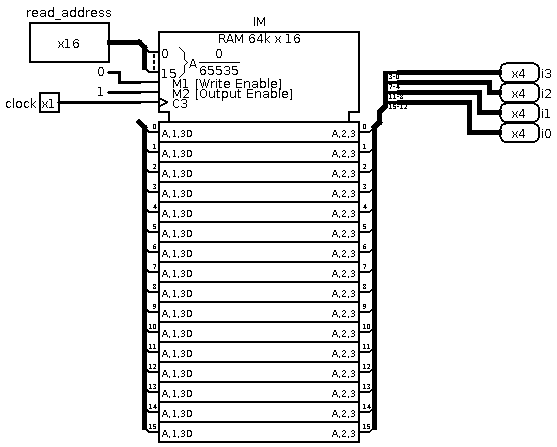 read_address
x16
IM
RAM 64k x 16
0
15
A 0
65535
0
M1 [Write Enable]
1
M2 [Output Enable]
clock x1
C3
3-0
7-4
11-8
15-12
x4 i3
x4 i2
x4 i1
x4 i0
0 A,1,3D A,2,3 0
1 A,1,3D A,2,3 1
2 A,1,3D A,2,3 2
3 A,1,3D A,2,3 3
4 A,1,3D A,2,3 4
5 A,1,3D A,2,3 5
6 A,1,3D A,2,3 6
7 A,1,3D A,2,3 7
8 A,1,3D A,2,3 8
9 A,1,3D A,2,3 9
10 A,1,3D A,2,3 10
11 A,1,3D A,2,3 11
12 A,1,3D A,2,3 12
13 A,1,3D A,2,3 13
14 A,1,3D A,2,3 14
15 A,1,3D A,2,3 15